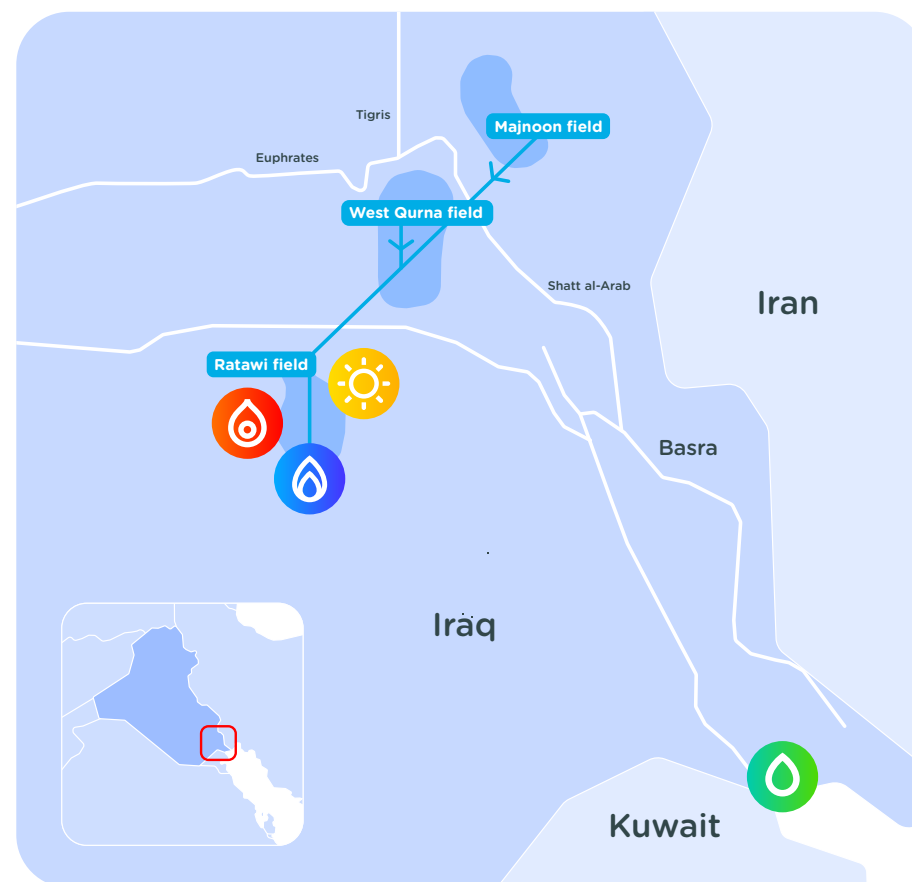 Tigris
Majnoon field
Euphrates
West Qurna field
Shatt al-Arab
Iran
Ratawi field
Basra
Iraq
Kuwait